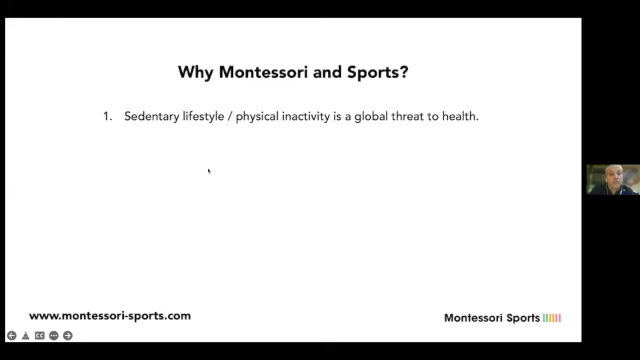 Why Montessori and Sports?
1. Sedentary lifestyle / physical inactivity is a global threat to health.
www.montessori-sports.com
Montessori Sports
CC